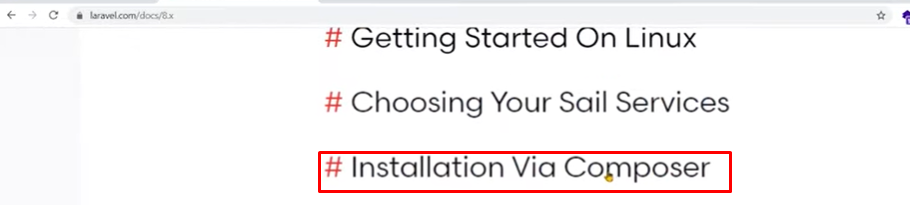 laravel.com/docs/8.x
# Getting Started On Linux
# Choosing Your Sail Services
# Installation Via Composer